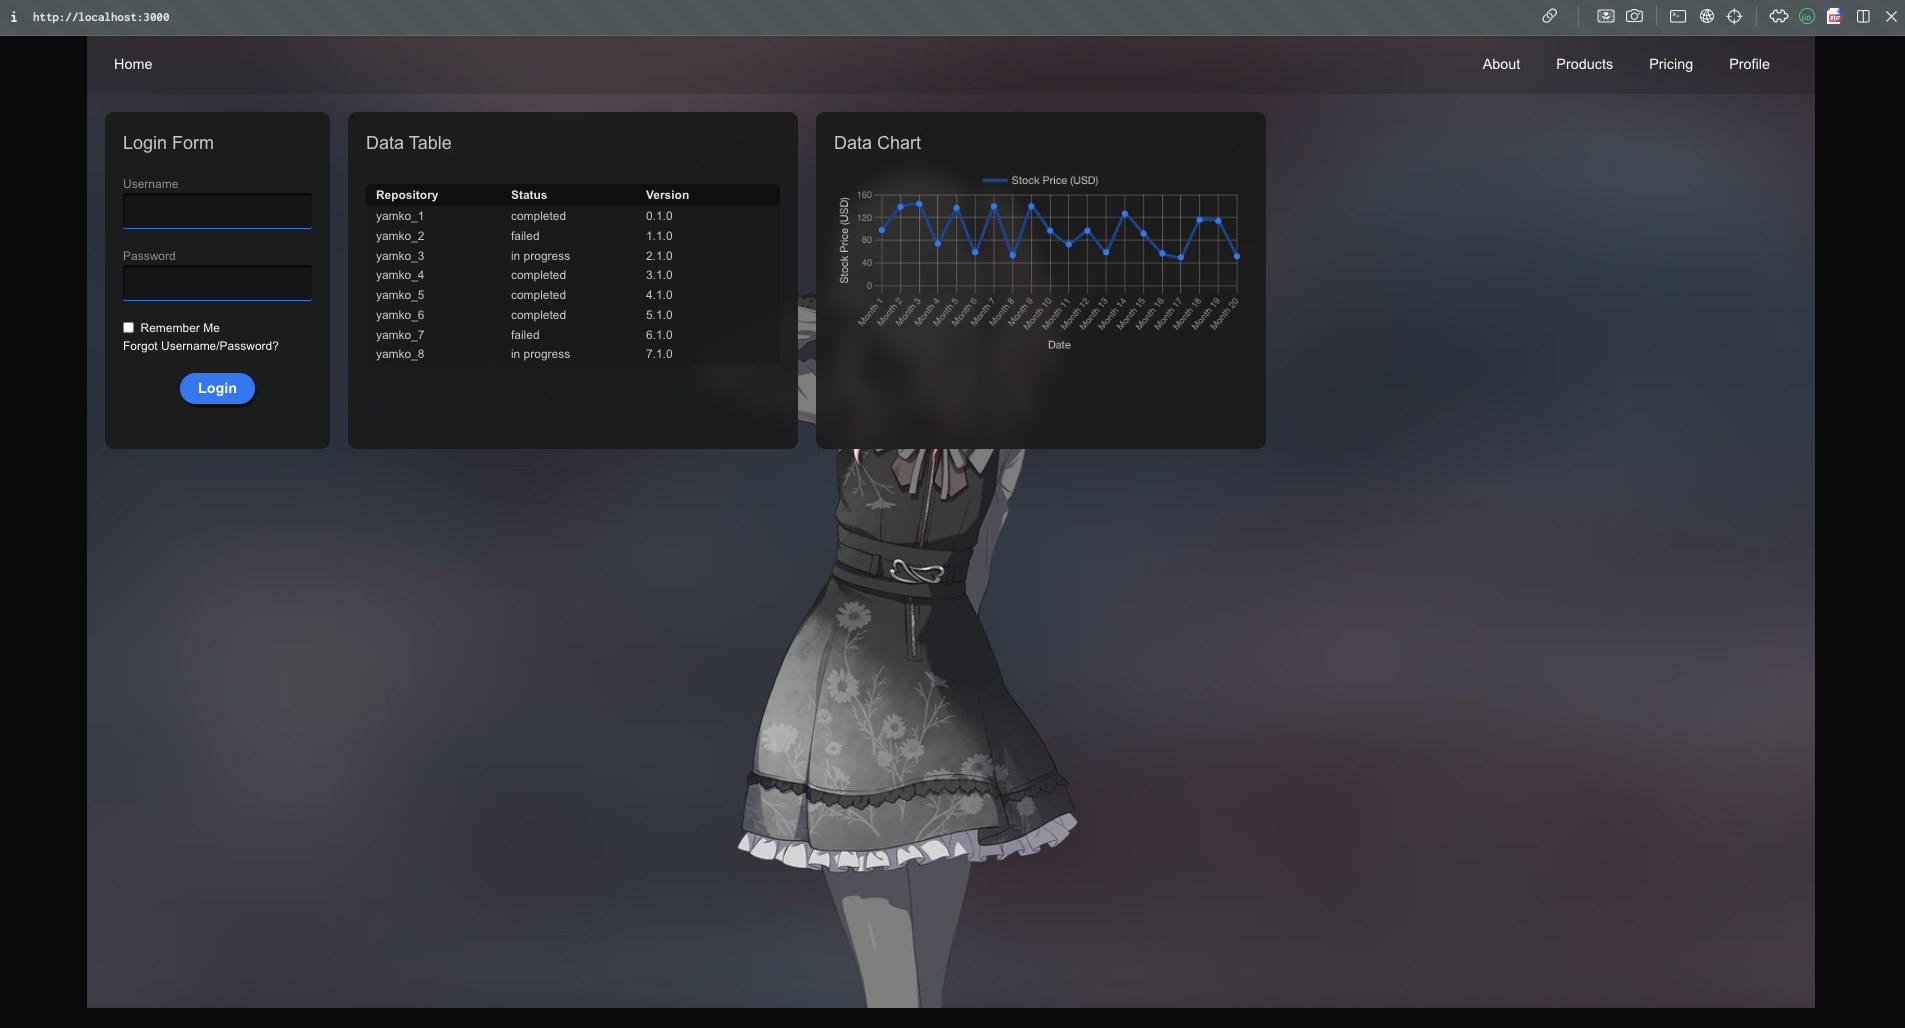 http://localhost:3000
Home
About
Products
Pricing
Profile
Login Form
Username
Password
Remember Me
Forgot Username/Password?
Login
Data Table
Repository Status Version
yamko_1 completed 0.1.0
yamko_2 failed 1.1.0
yamko_3 in progress 2.1.0
yamko_4 completed 3.1.0
yamko_5 completed 4.1.0
yamko_6 completed 5.1.0
yamko_7 failed 6.1.0
yamko_8 in progress 7.1.0
Data Chart
Stock Price (USD)
Stock Price (USD)
160
120
80
40
0
Month 1
Month 2
Month 3
Month 4
Month 5
Month 6
Month 7
Month 8
Month 9
Month 10
Month 11
Month 12
Month 13
Month 14
Month 15
Month 16
Month 17
Month 18
Month 19
Month 20
Date
jio
PDF